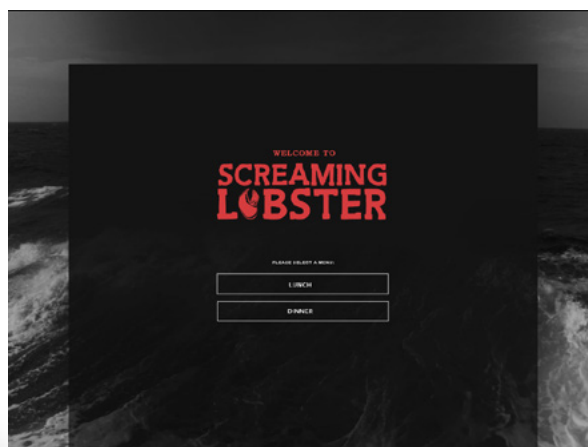 WELCOME TO
SCREAMING
LOBSTER
PLEASE SELECT A MENU:
LUNCH
DINNER